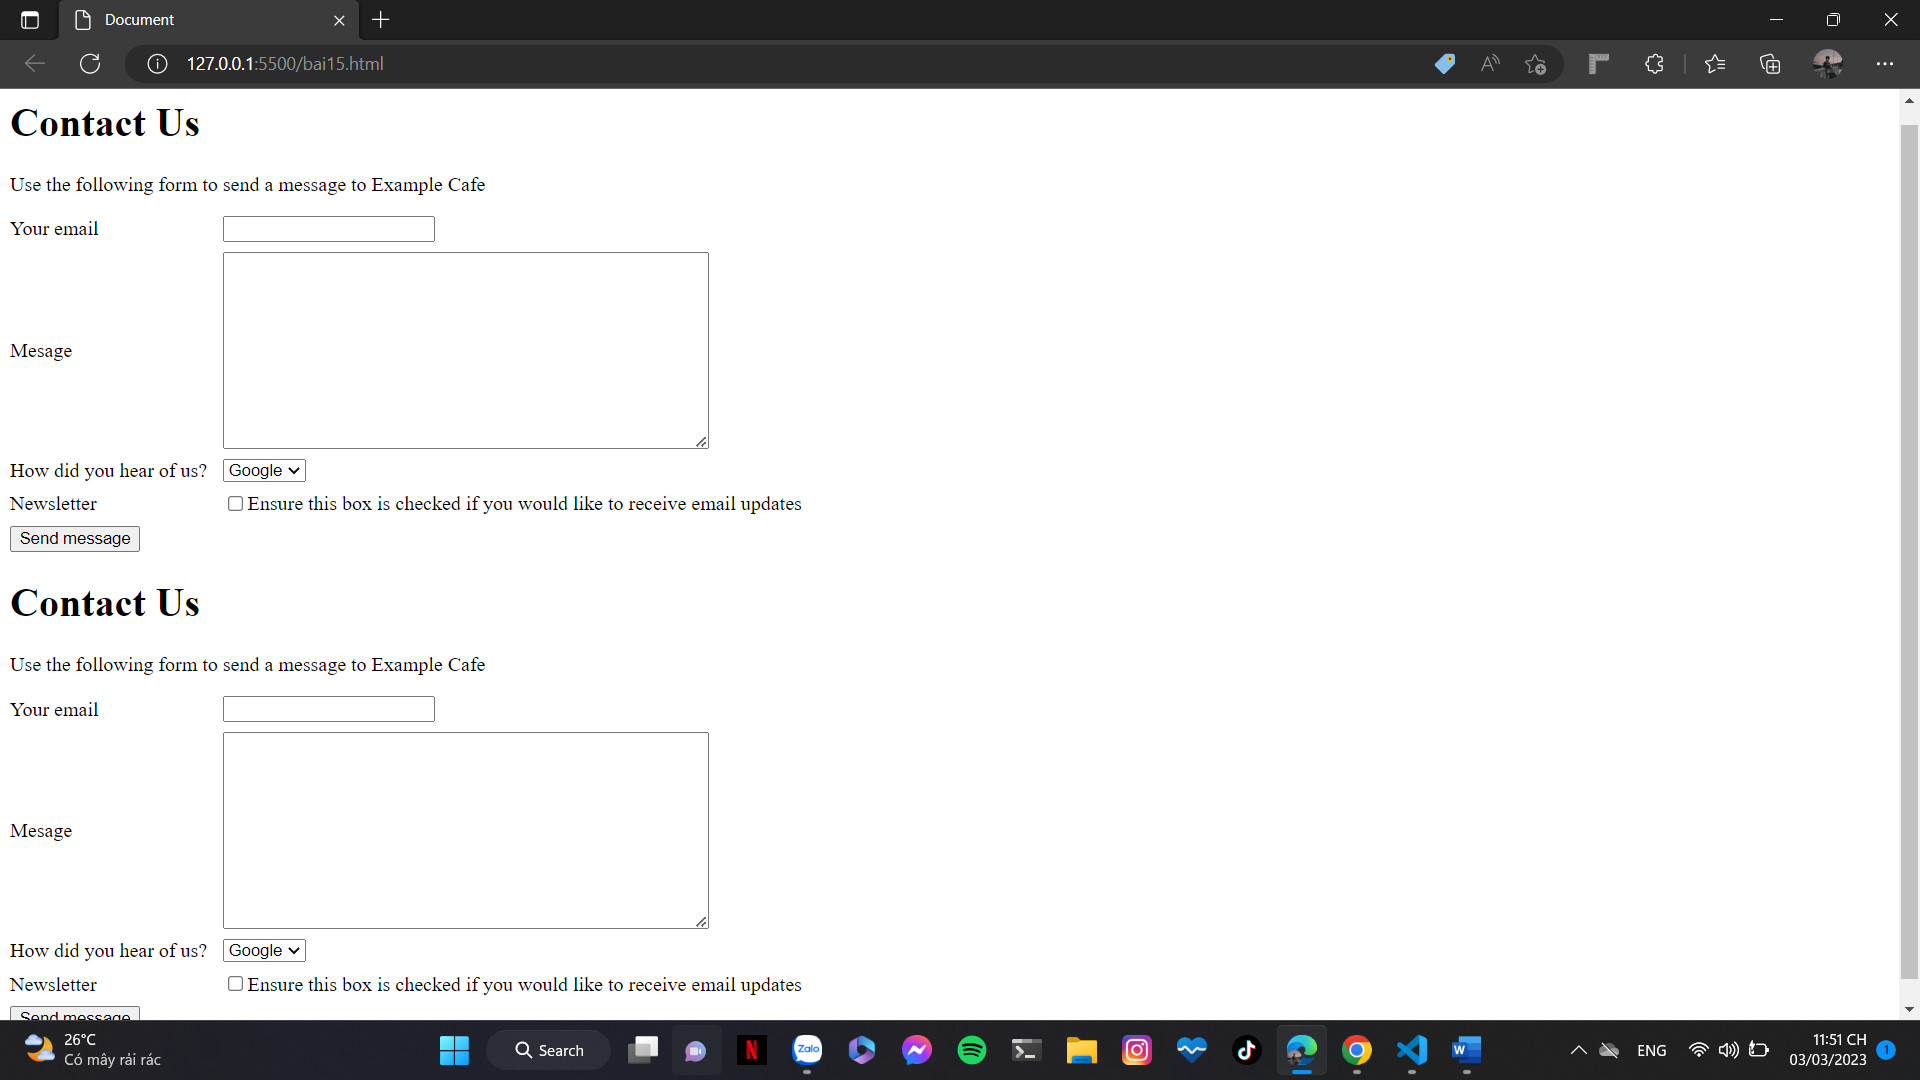 Document
127.0.0.1:5500/bai15.html
Contact Us
Use the following form to send a message to Example Cafe
Your email
Mesage
How did you hear of us? Google
Newsletter Ensure this box is checked if you would like to receive email updates
Send message
Contact Us
Use the following form to send a message to Example Cafe
Your email
Mesage
How did you hear of us? Google
Newsletter Ensure this box is checked if you would like to receive email updates
Send message
26°C
Có mây rải rác
Search
Zalo
ENG
11:51 CH
03/03/2023
1